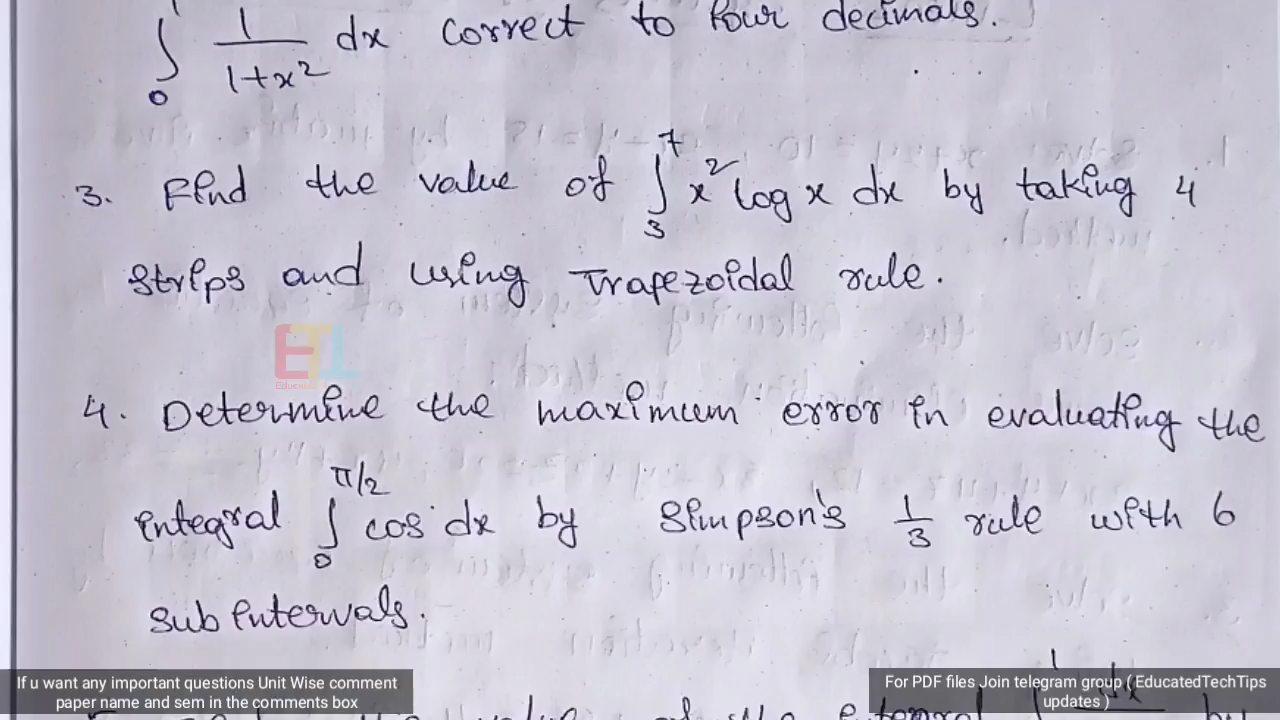 ∫₀¹ 1/(1+x²) dx correct to four decimals.
3. Find the value of ∫₃⁷ x² log x dx by taking 4
strips and using Trapezoidal rule.
ETL
4. Determine the maximum error in evaluating the
integral ∫₀^(π/2) cos dx by simpson's 1/3 rule with 6
sub intervals.
If u want any important questions Unit Wise comment
paper name and sem in the comments box
For PDF files Join telegram group ( EducatedTechTips
updates )